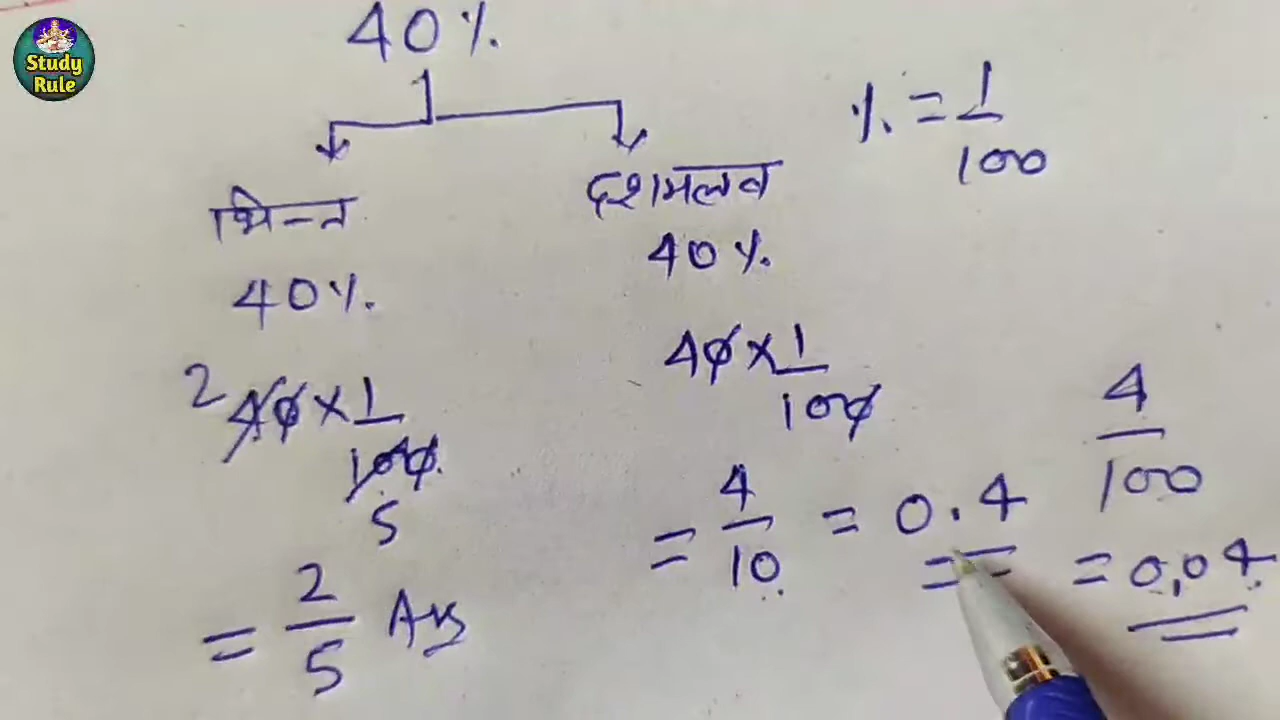 Study
Rule
40%
% = 1/100
भिन्न
40%
2 40 × 1/100
5
= 2/5 Ans
दशमलव
40%
40 × 1/100
= 4/10 = 0.4
4/100
= 0.04